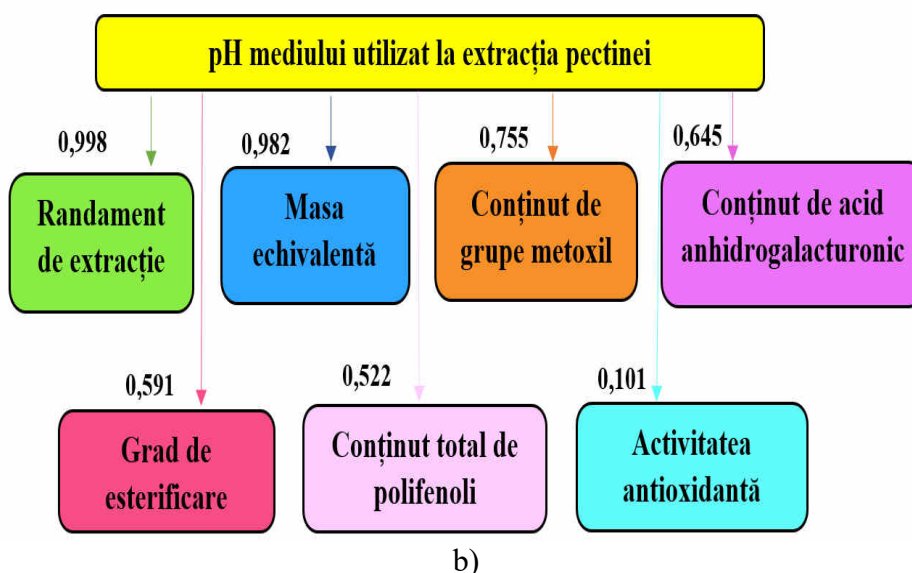 pH mediului utilizat la extracția pectinei
0,998
0,982
0,755
0,645
Randament
de extracție
Masa
echivalentă
Conținut de
grupe metoxil
Conținut de acid
anhidrogalacturonic
0,591
0,522
0,101
Grad de
esterificare
Conținut total de
polifenoli
Activitatea
antioxidantă
b)